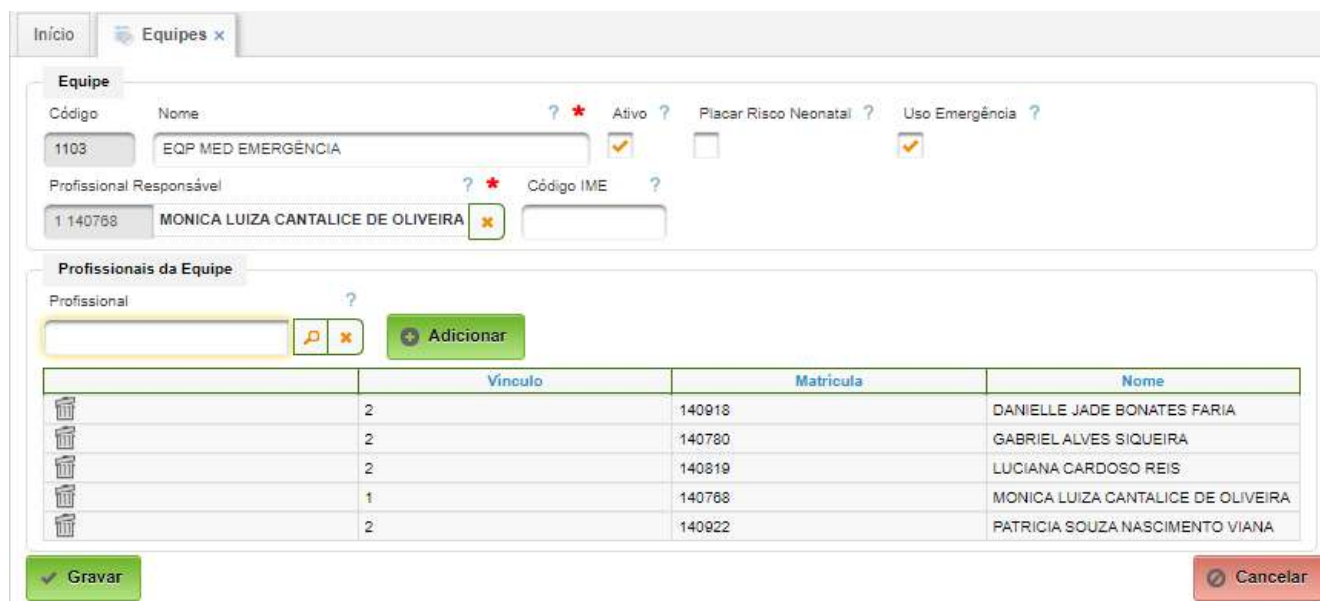 Início Equipes x
Equipe
Código Nome ? * Ativo ? Placar Risco Neonatal ? Uso Emergência ?
1103 EQP MED EMERGÊNCIA
Profissional Responsável ? * Código IME ?
1 140768 MONICA LUIZA CANTALICE DE OLIVEIRA
Profissionais da Equipe
Profissional ?
Adicionar
Vinculo Matricula Nome
2 140918 DANIELLE JADE BONATES FARIA
2 140780 GABRIEL ALVES SIQUEIRA
2 140819 LUCIANA CARDOSO REIS
1 140768 MONICA LUIZA CANTALICE DE OLIVEIRA
2 140922 PATRICIA SOUZA NASCIMENTO VIANA
Gravar Cancelar